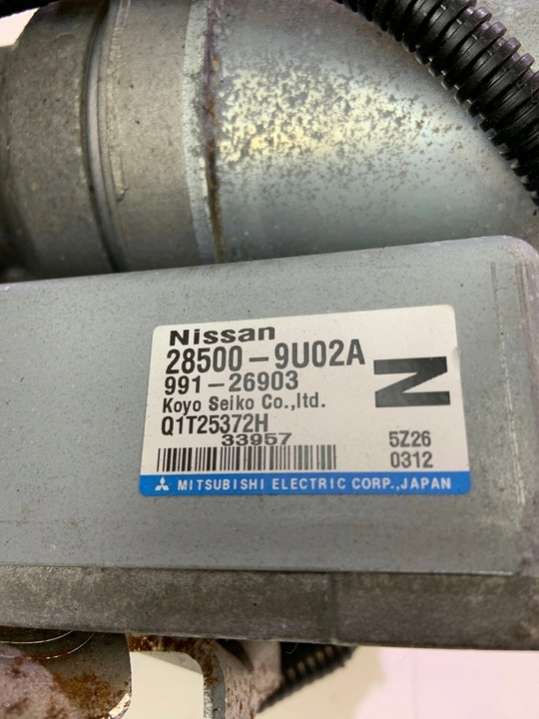 Nissan
28500-9U02A
991-26903
Koyo Seiko Co.,ltd.
Q1T25372H
N
33957
5Z26
0312
MITSUBISHI ELECTRIC CORP.,JAPAN